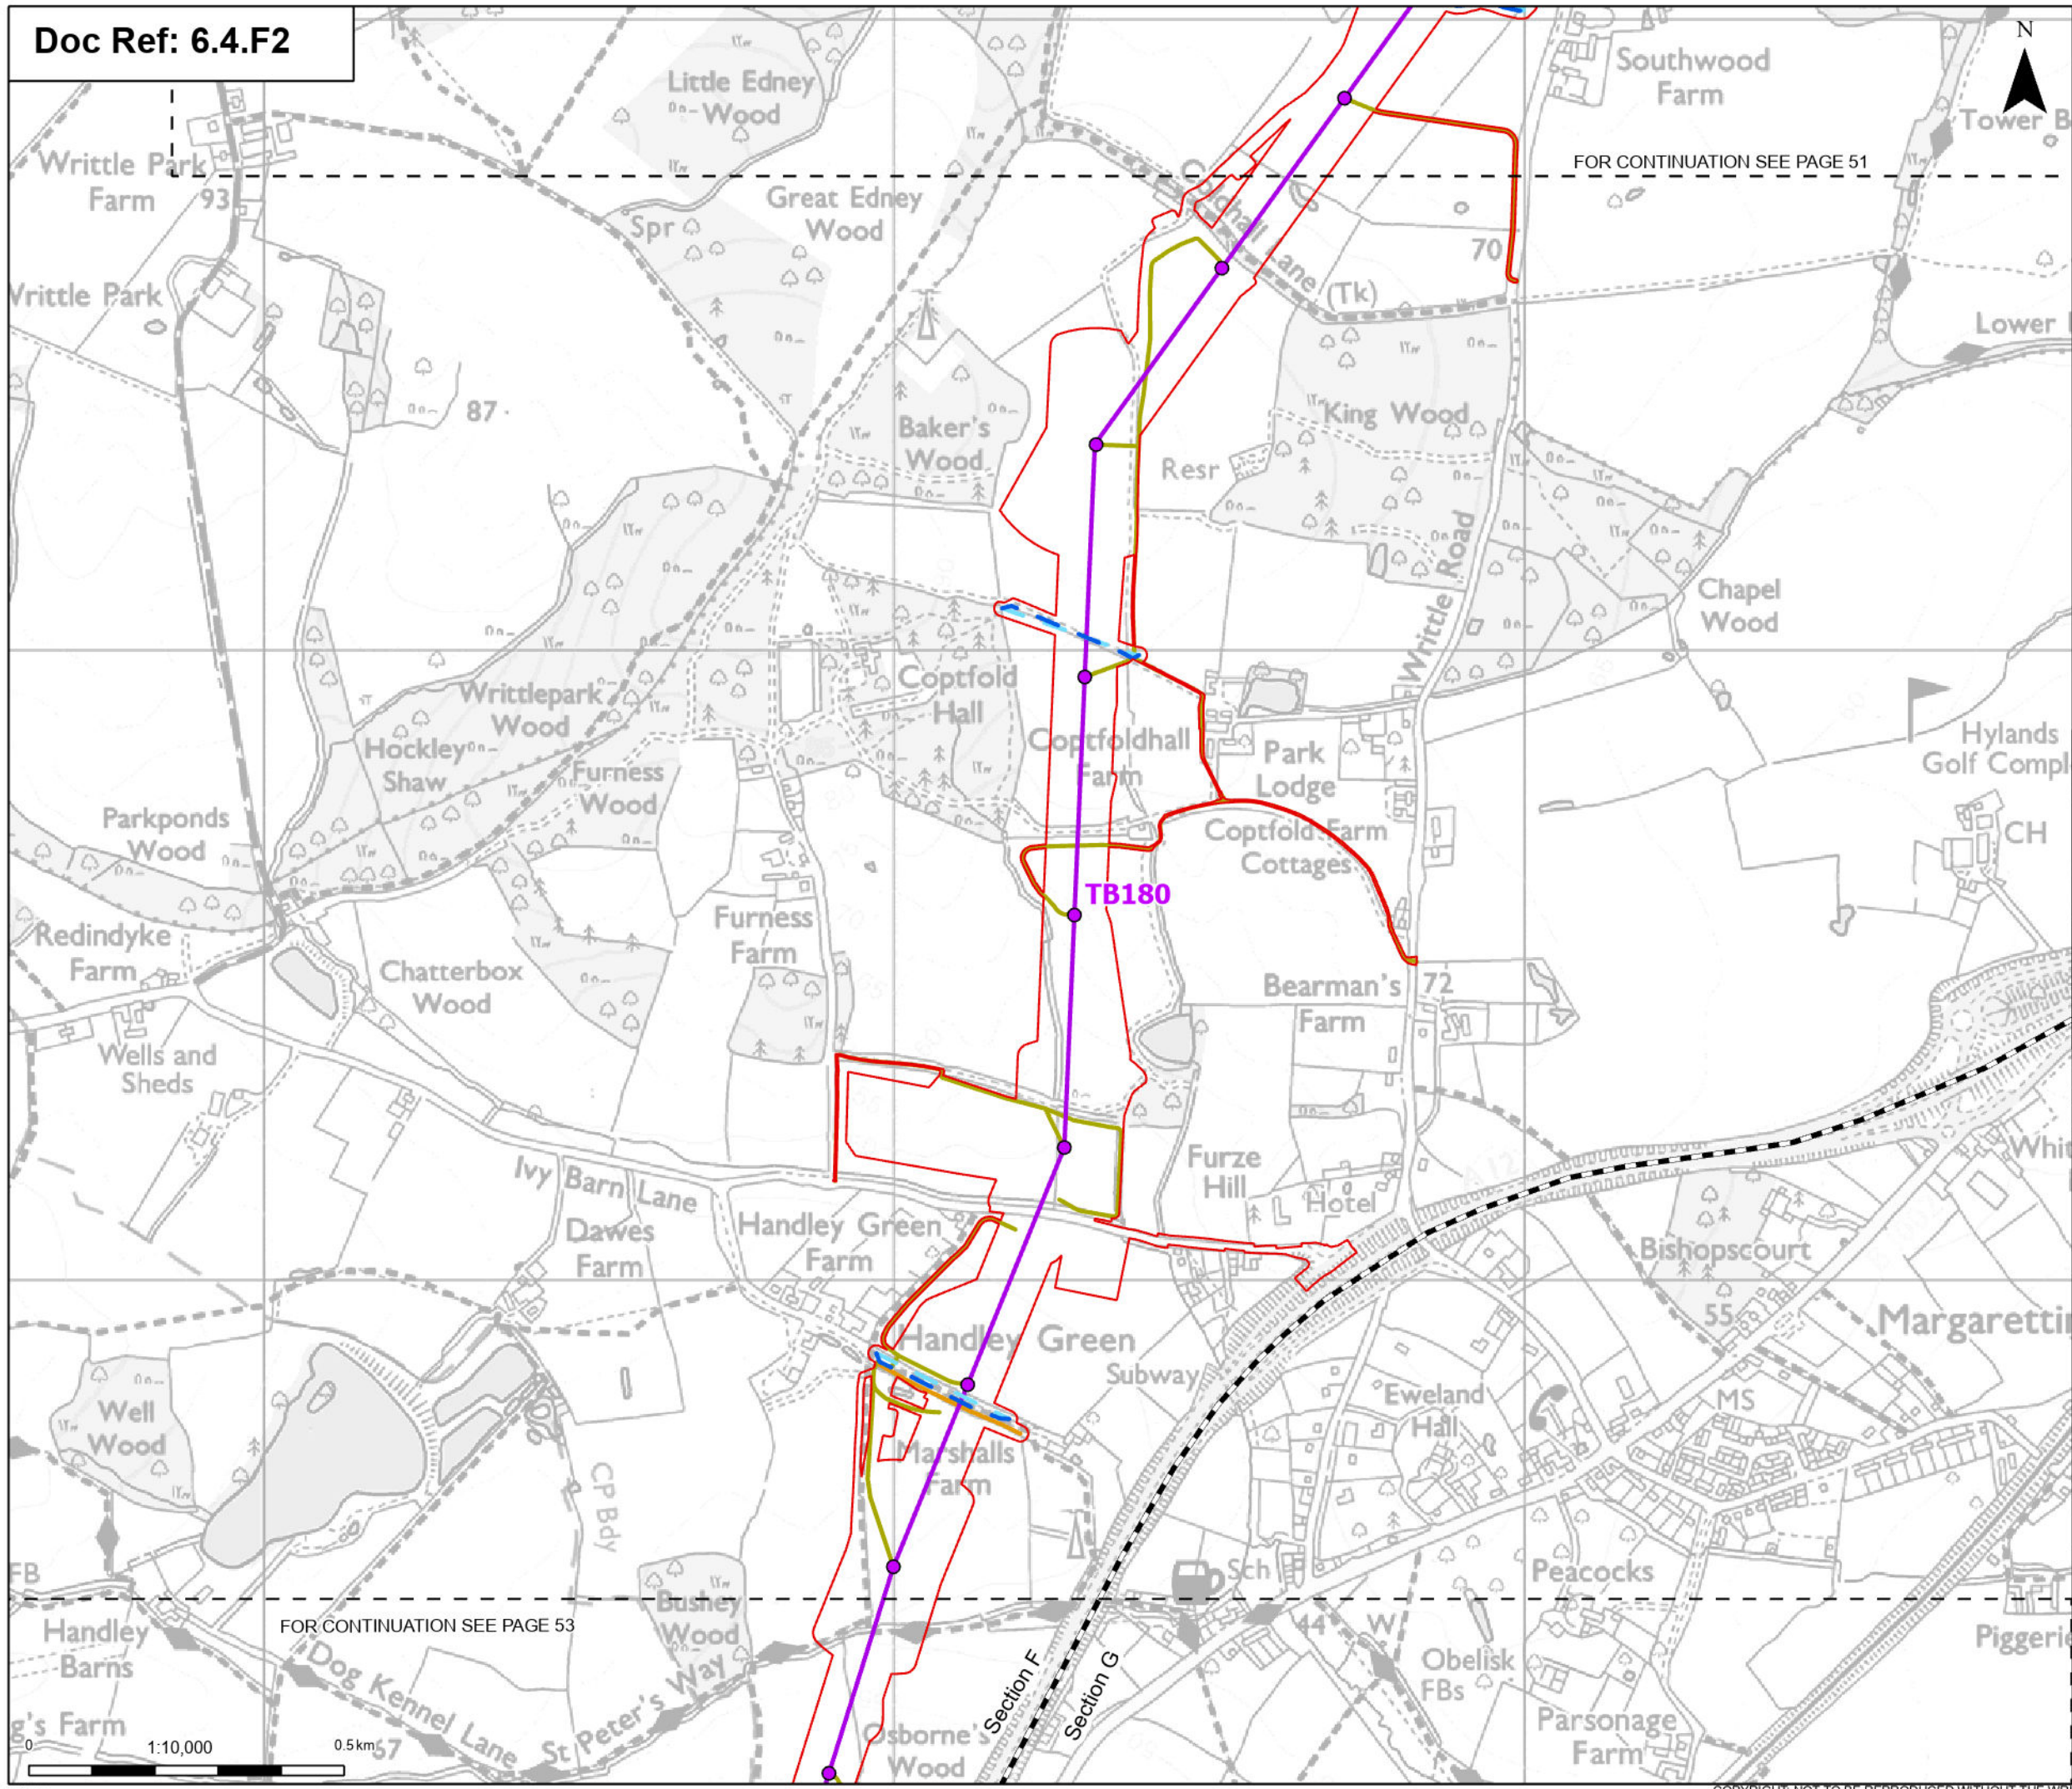 Doc Ref: 6.4.F2
N
Little Edney
Wood
Southwood
Farm
Tower B
Writtle Park
Farm
93
FOR CONTINUATION SEE PAGE 51
Great Edney
Wood
Spr
Coldhall Lane (Tk)
70
Writtle Park
Lower
87
King Wood
Baker's
Wood
Resr
Writtle Road
Chapel
Wood
Coptfold
Hall
Writtlepark
Wood
Hockley
Shaw
Furness
Wood
Coptfoldhall
Farm
Park
Lodge
Hylands
Golf Compl
Parkponds
Wood
Coptfold Farm
Cottages
CH
TB180
Furness
Farm
Redindyke
Farm
Chatterbox
Wood
Bearman's
Farm
72
Wells and
Sheds
Furze
Hill
Hotel
A 12
Whit
Ivy Barn Lane
Dawes
Farm
Handley Green
Farm
Bishopscourt
55
Margarettin
Handley Green
Subway
Eweland
Hall
MS
Well
Wood
Marshalls
Farm
CP Bdy
FB
Sch
Peacocks
Bushey
Wood
FOR CONTINUATION SEE PAGE 53
Handley
Barns
44
W
Piggerie
Obelisk
FBs
Dog Kennel Lane
St Peter's Way
Section F
Section G
g's Farm
67
Osborne's
Wood
Parsonage
Farm
0
1:10,000
0.5 km